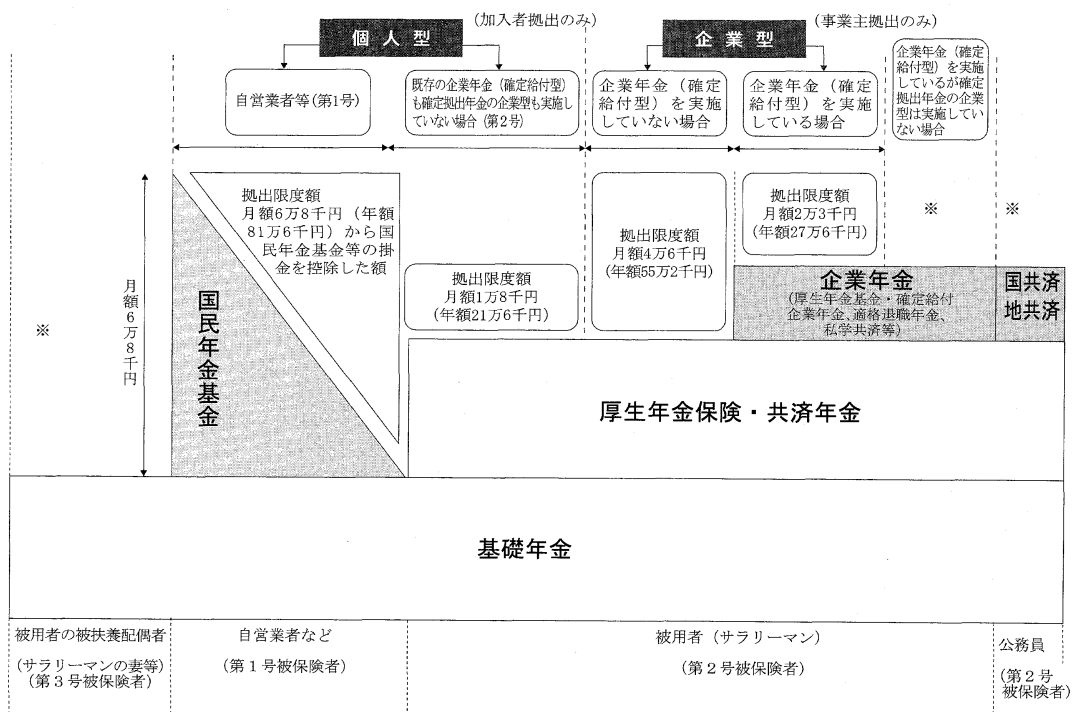 (加入者拠出のみ)
(事業主拠出のみ)
個人型
企業型
自営業者等(第1号)
既存の企業年金(確定給付型)
も確定拠出年金の企業型も実施し
ていない場合(第2号)
企業年金(確定
給付型)を実施
していない場合
企業年金(確定
給付型)を実施
している場合
企業年金(確定
給付型)を実施
しているが確定
拠出年金の企業
型は実施してい
ない場合
拠出限度額
月額6万8千円(年額
81万6千円)から国
民年金基金等の掛
金を控除した額
拠出限度額
月額1万8千円
(年額21万6千円)
拠出限度額
月額4万6千円
(年額55万2千円)
拠出限度額
月額2万3千円
(年額27万6千円)
※
※
※
月額6万8千円
国民年金基金
企業年金
(厚生年金基金・確定給付
企業年金、適格退職年金、
私学共済等)
国共済
地共済
厚生年金保険・共済年金
基礎年金
被用者の被扶養配偶者
(サラリーマンの妻等)
(第3号被保険者)
自営業者など
(第1号被保険者)
被用者(サラリーマン)
(第2号被保険者)
公務員
(第2号
被保険者)